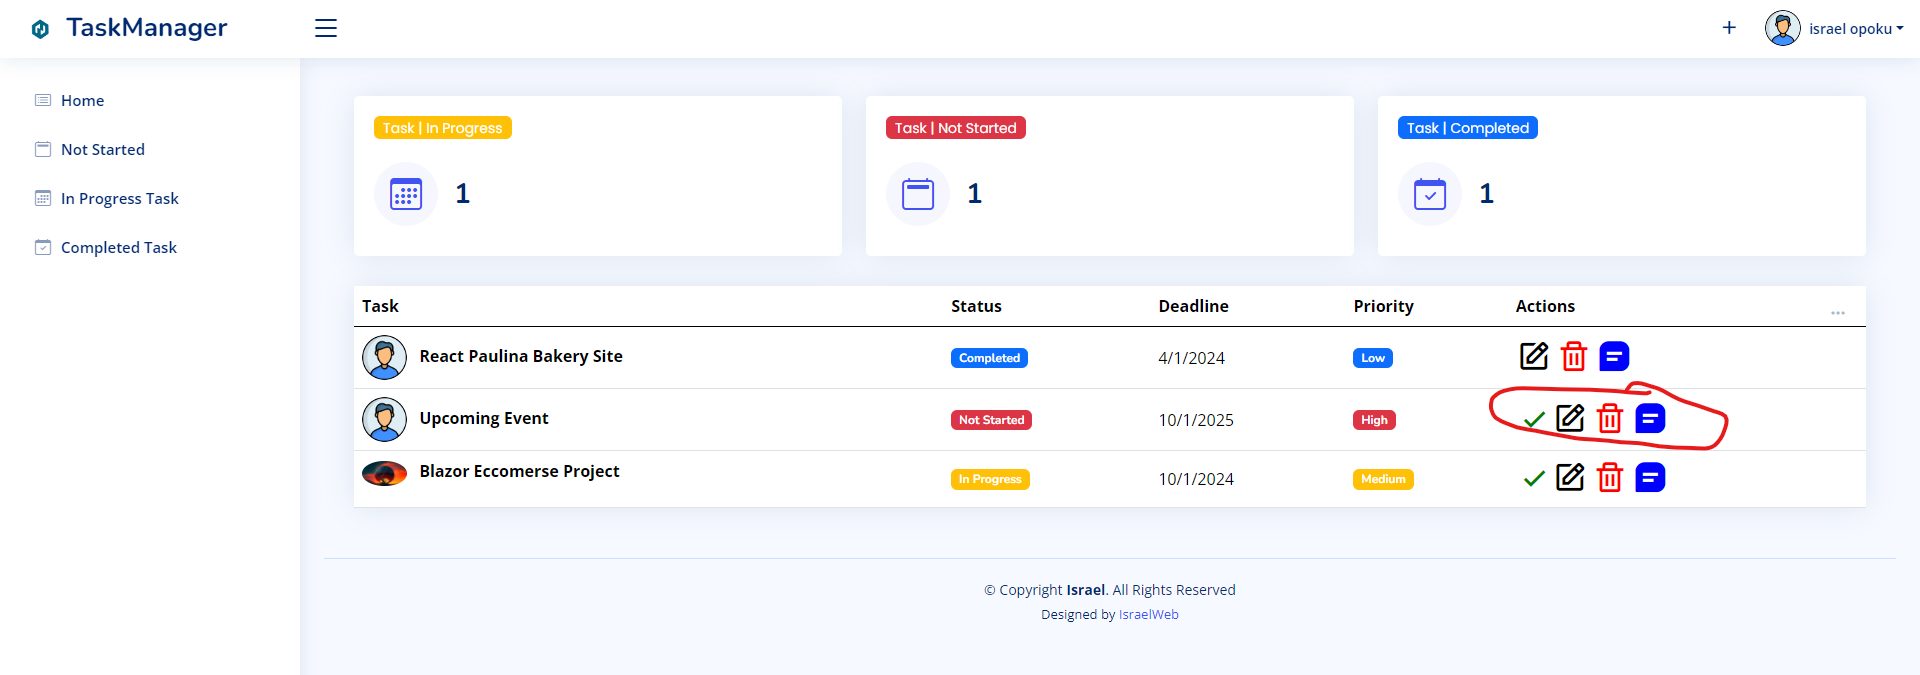 TaskManager
israel opoku
Home
Not Started
In Progress Task
Completed Task
Task | In Progress
1
Task | Not Started
1
Task | Completed
1
Task Status Deadline Priority Actions ...
React Paulina Bakery Site Completed 4/1/2024 Low
Upcoming Event Not Started 10/1/2025 High
Blazor Eccomerse Project In Progress 10/1/2024 Medium
© Copyright Israel. All Rights Reserved
Designed by IsraelWeb